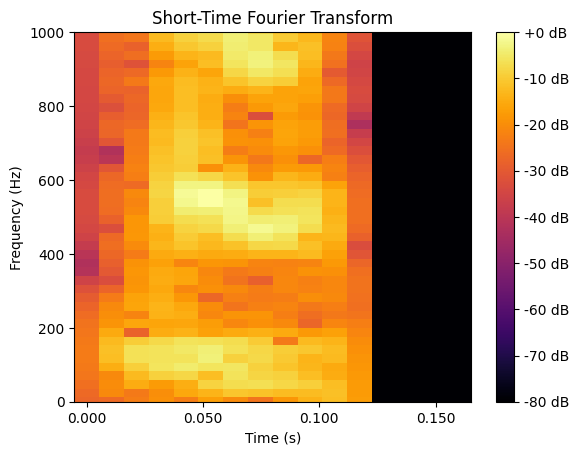 Short-Time Fourier Transform
1000
800
600
400
200
0
Frequency (Hz)
0.000
0.050
0.100
0.150
Time (s)
+0 dB
-10 dB
-20 dB
-30 dB
-40 dB
-50 dB
-60 dB
-70 dB
-80 dB